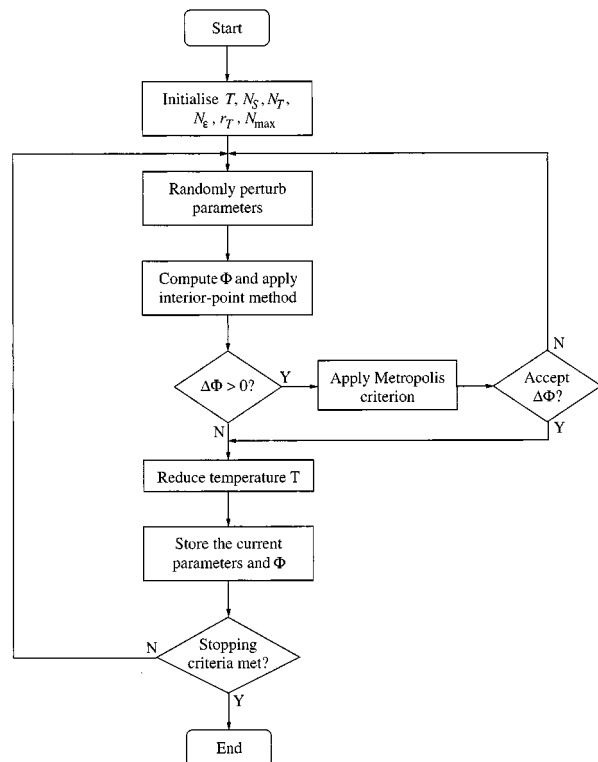 Start
Initialise T, N_S, N_T,
N_ε, r_T, N_max
Randomly perturb
parameters
Compute Φ and apply
interior-point method
ΔΦ > 0?
Y
N
Apply Metropolis
criterion
N
Accept
ΔΦ?
Y
Reduce temperature T
Store the current
parameters and Φ
N
Stopping
criteria met?
Y
End